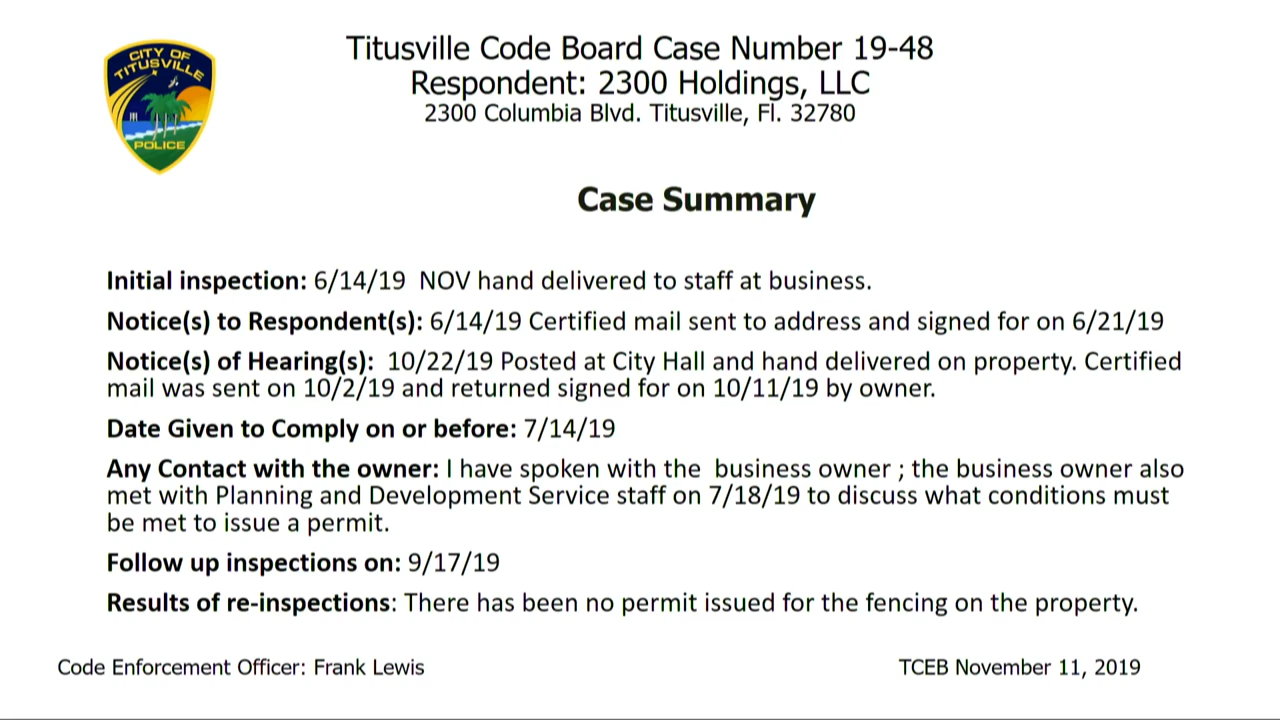 CITY OF
TITUSVILLE
POLICE
Titusville Code Board Case Number 19-48
Respondent: 2300 Holdings, LLC
2300 Columbia Blvd. Titusville, Fl. 32780
Case Summary
Initial inspection: 6/14/19  NOV hand delivered to staff at business.
Notice(s) to Respondent(s): 6/14/19 Certified mail sent to address and signed for on 6/21/19
Notice(s) of Hearing(s):  10/22/19 Posted at City Hall and hand delivered on property. Certified
mail was sent on 10/2/19 and returned signed for on 10/11/19 by owner.
Date Given to Comply on or before: 7/14/19
Any Contact with the owner: I have spoken with the  business owner ; the business owner also
met with Planning and Development Service staff on 7/18/19 to discuss what conditions must
be met to issue a permit.
Follow up inspections on: 9/17/19
Results of re-inspections: There has been no permit issued for the fencing on the property.
Code Enforcement Officer: Frank Lewis
TCEB November 11, 2019